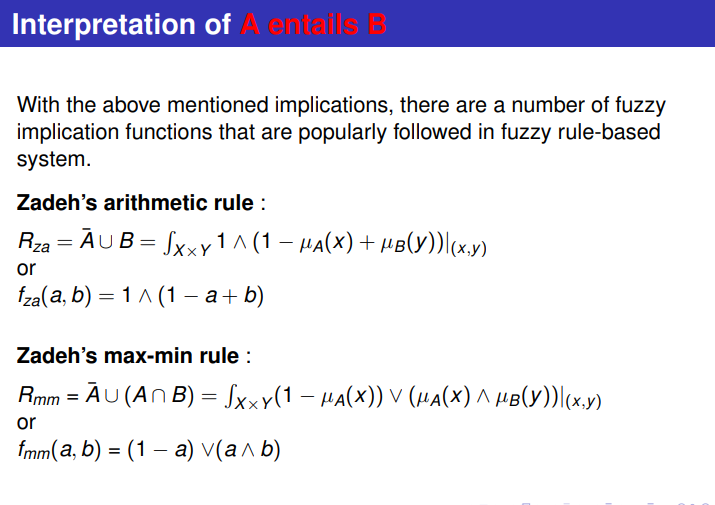 Interpretation of A entails B
With the above mentioned implications, there are a number of fuzzy
implication functions that are popularly followed in fuzzy rule-based
system.
Zadeh's arithmetic rule :
R_za = Ā ∪ B = ∫_{X×Y} 1 ∧ (1 − μ_A(x) + μ_B(y))|_(x,y)
or
f_za(a, b) = 1 ∧ (1 − a + b)
Zadeh's max-min rule :
R_mm = Ā ∪ (A ∩ B) = ∫_{X×Y} (1 − μ_A(x)) ∨ (μ_A(x) ∧ μ_B(y))|_(x,y)
or
f_mm(a, b) = (1 − a) ∨(a ∧ b)